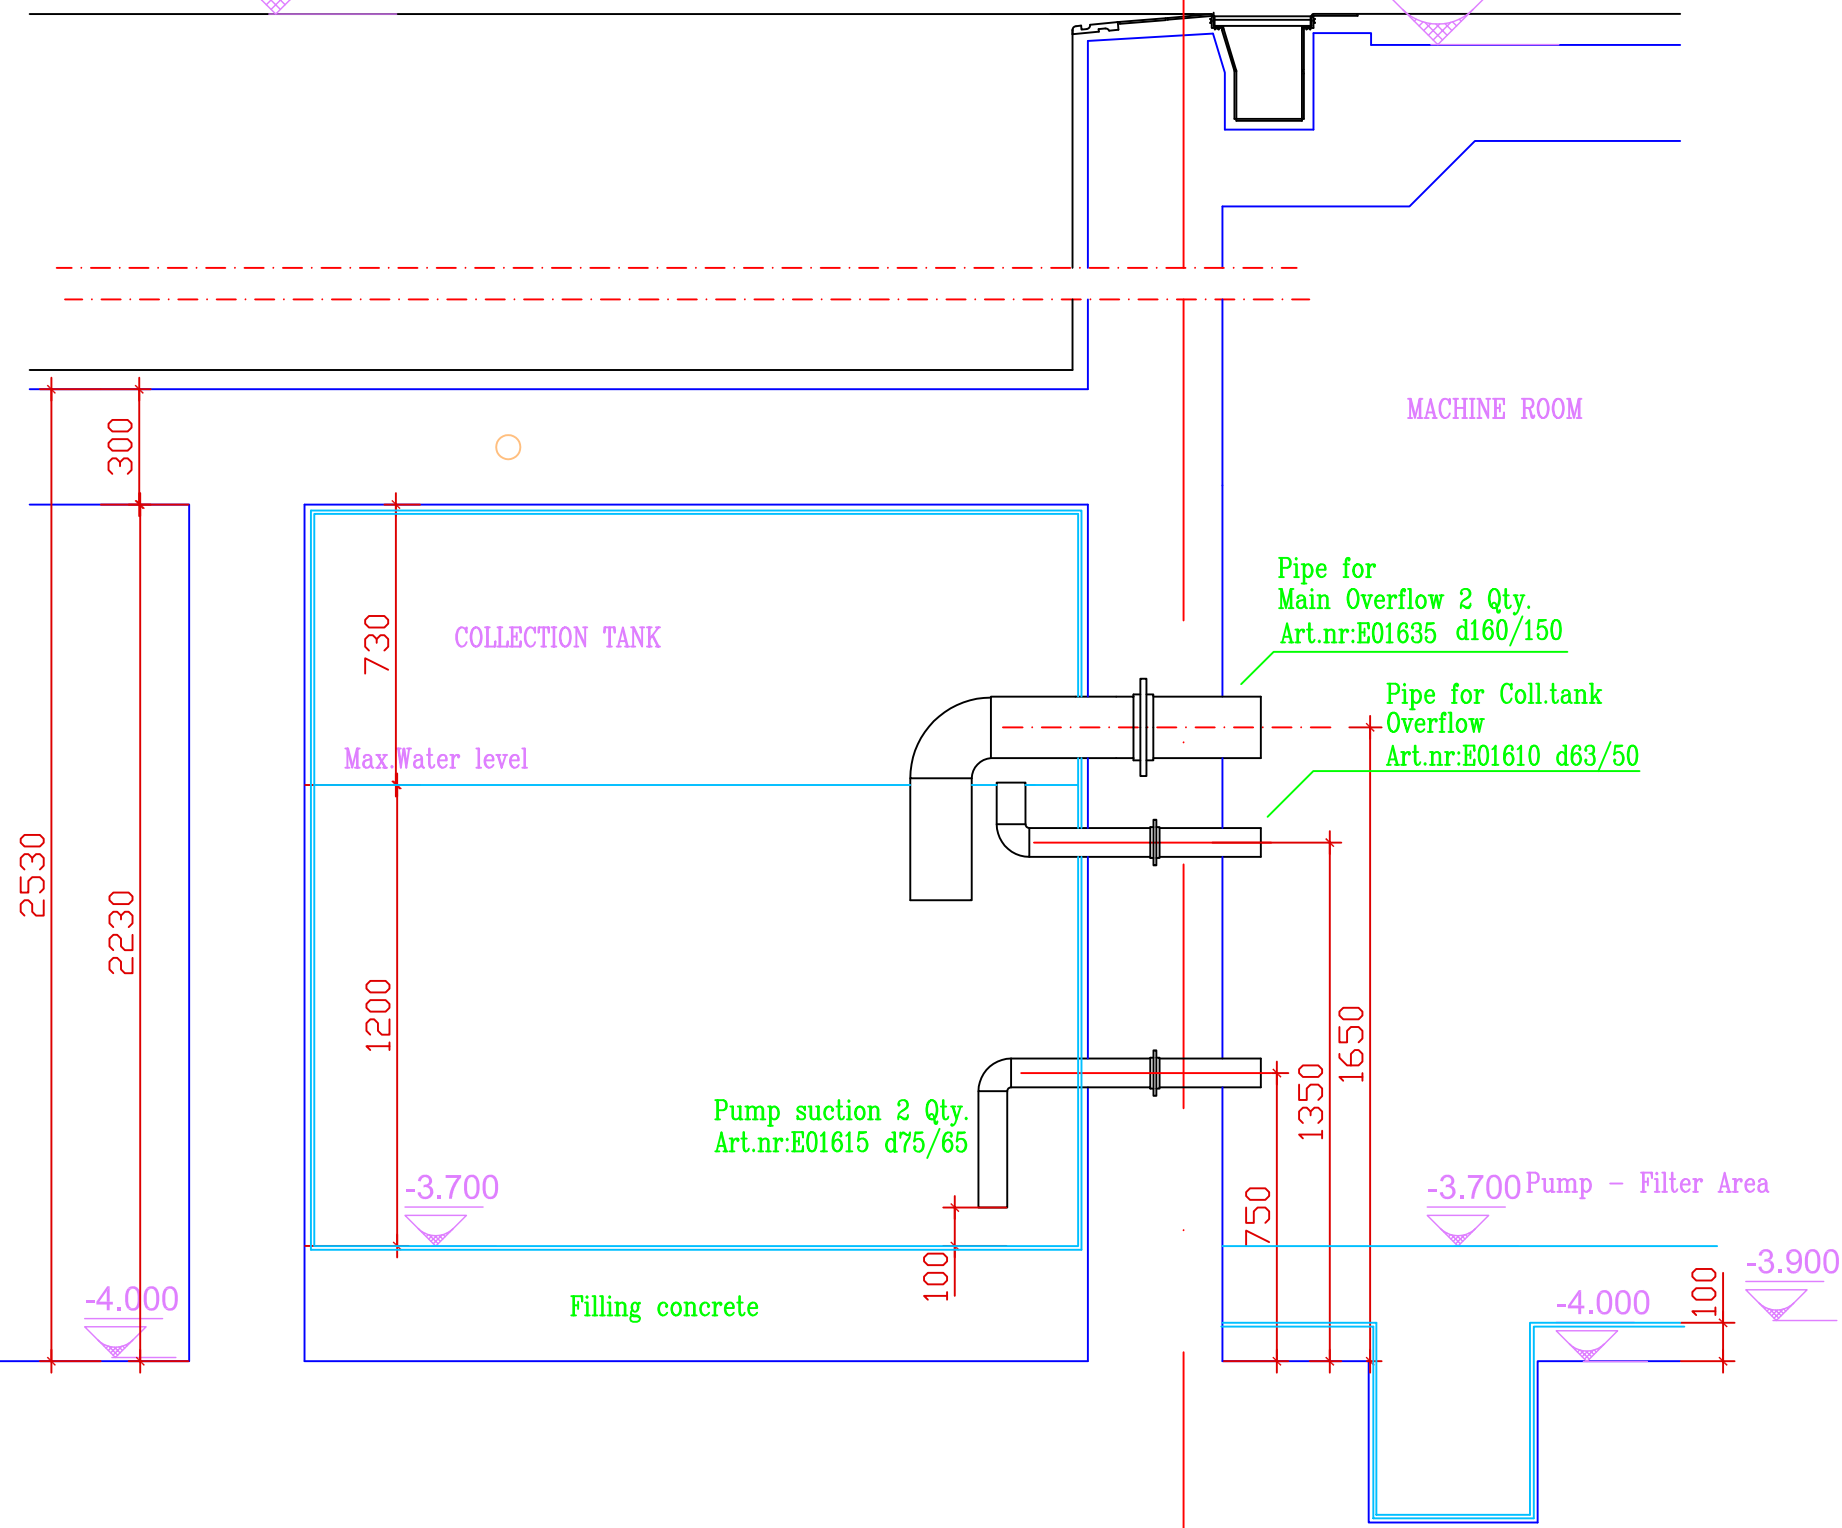 MACHINE ROOM
300
Pipe for
Main Overflow 2 Qty.
Art.nr:E01635 d160/150
730
COLLECTION TANK
Pipe for Coll.tank
Overflow
Art.nr:E01610 d63/50
Max.Water level
2530
2230
1200
1650
1350
Pump suction 2 Qty.
Art.nr:E01615 d75/65
-3.700
750
-3.700
Pump - Filter Area
-3.900
100
100
-4.000
-4.000
Filling concrete